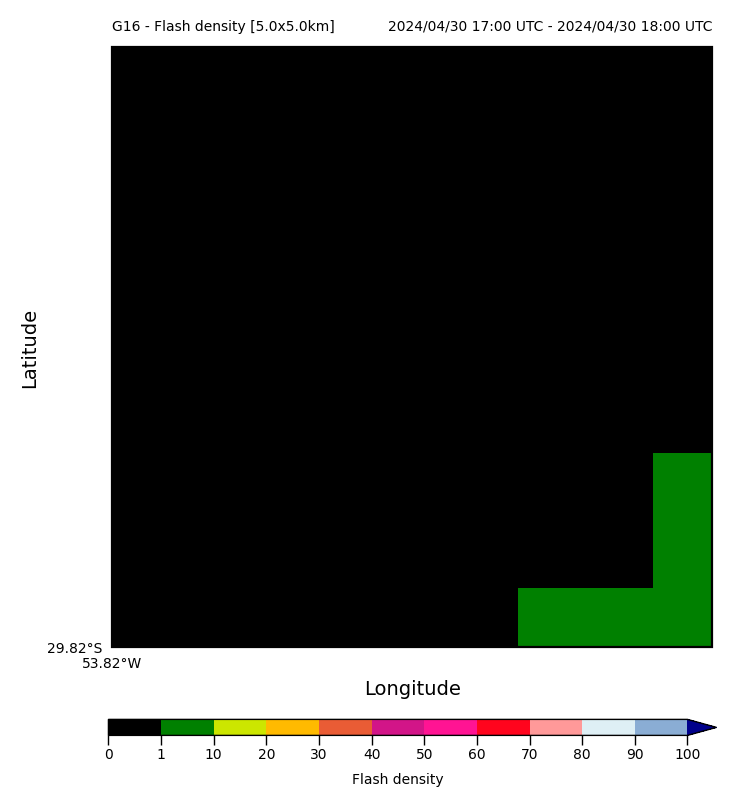 G16 - Flash density [5.0x5.0km] 2024/04/30 17:00 UTC - 2024/04/30 18:00 UTC
Latitude
29.82°S
53.82°W
Longitude
0 1 10 20 30 40 50 60 70 80 90 100
Flash density